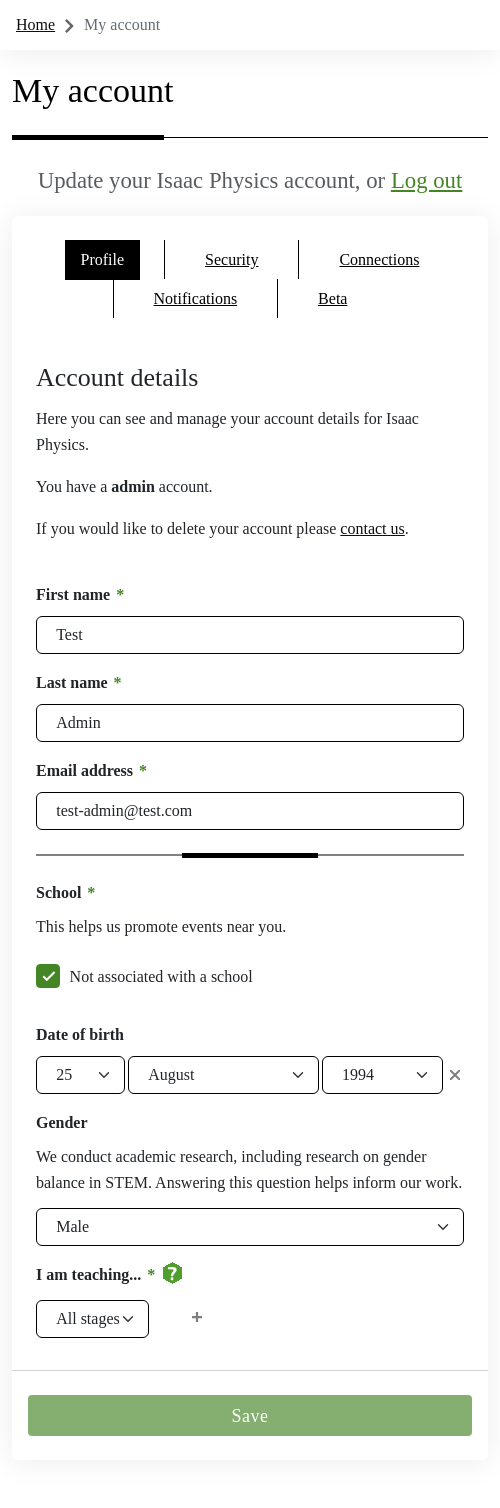 Home My account
My account
Update your Isaac Physics account, or Log out
Profile Security Connections
Notifications Beta
Account details
Here you can see and manage your account details for Isaac
Physics.
You have a admin account.
If you would like to delete your account please contact us.
First name *
Test
Last name *
Admin
Email address *
test-admin@test.com
School *
This helps us promote events near you.
Not associated with a school
Date of birth
25 August 1994
Gender
We conduct academic research, including research on gender
balance in STEM. Answering this question helps inform our work.
Male
I am teaching... * ?
All stages
Save